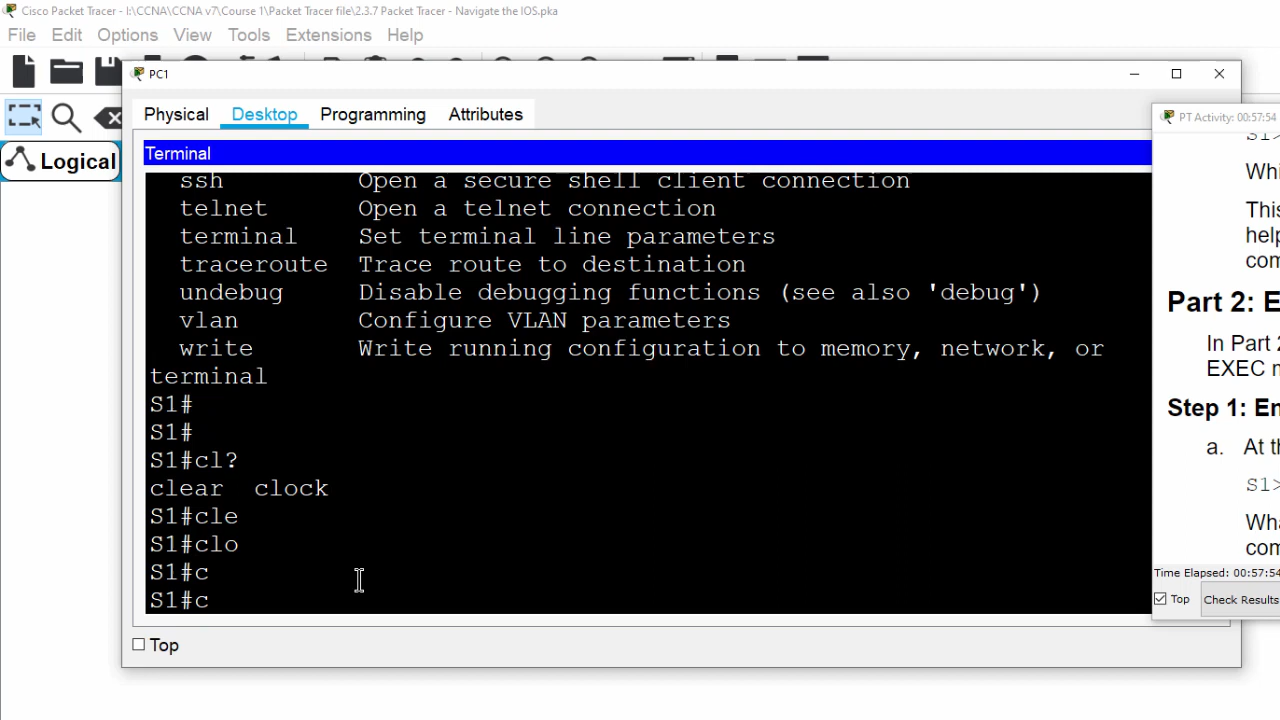 Cisco Packet Tracer - I:\CCNA\CCNA v7\Course 1\Packet Tracer file\2.3.7 Packet Tracer - Navigate the IOS.pka
File Edit Options View Tools Extensions Help
PC1
Physical Desktop Programming Attributes
Logical
Terminal
ssh Open a secure shell client connection
telnet Open a telnet connection
terminal Set terminal line parameters
traceroute Trace route to destination
undebug Disable debugging functions (see also 'debug')
vlan Configure VLAN parameters
write Write running configuration to memory, network, or
terminal
S1#
S1#
S1#cl?
clear clock
S1#cle
S1#clo
S1#c
S1#c
Top
PT Activity: 00:57:54
S1>
Whi
This
help
com
Part 2: E
In Part 2
EXEC m
Step 1: En
a. At th
S1>
Wha
com
Time Elapsed: 00:57:54
Top Check Results